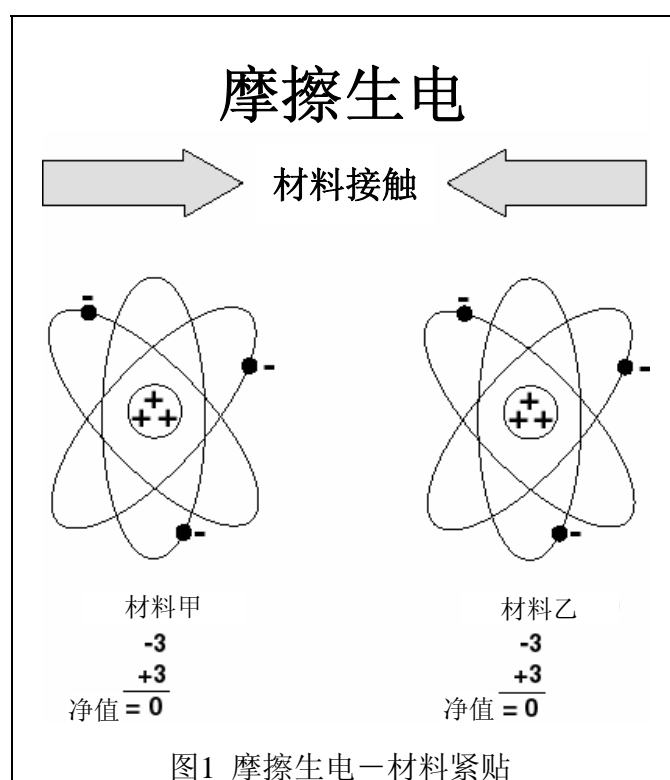 摩擦生电
材料接触
- -
- -
+ +
+ + + +
- -
材料甲 材料乙
-3 -3
+3 +3
净值 = 0 净值 = 0
图1 摩擦生电－材料紧贴